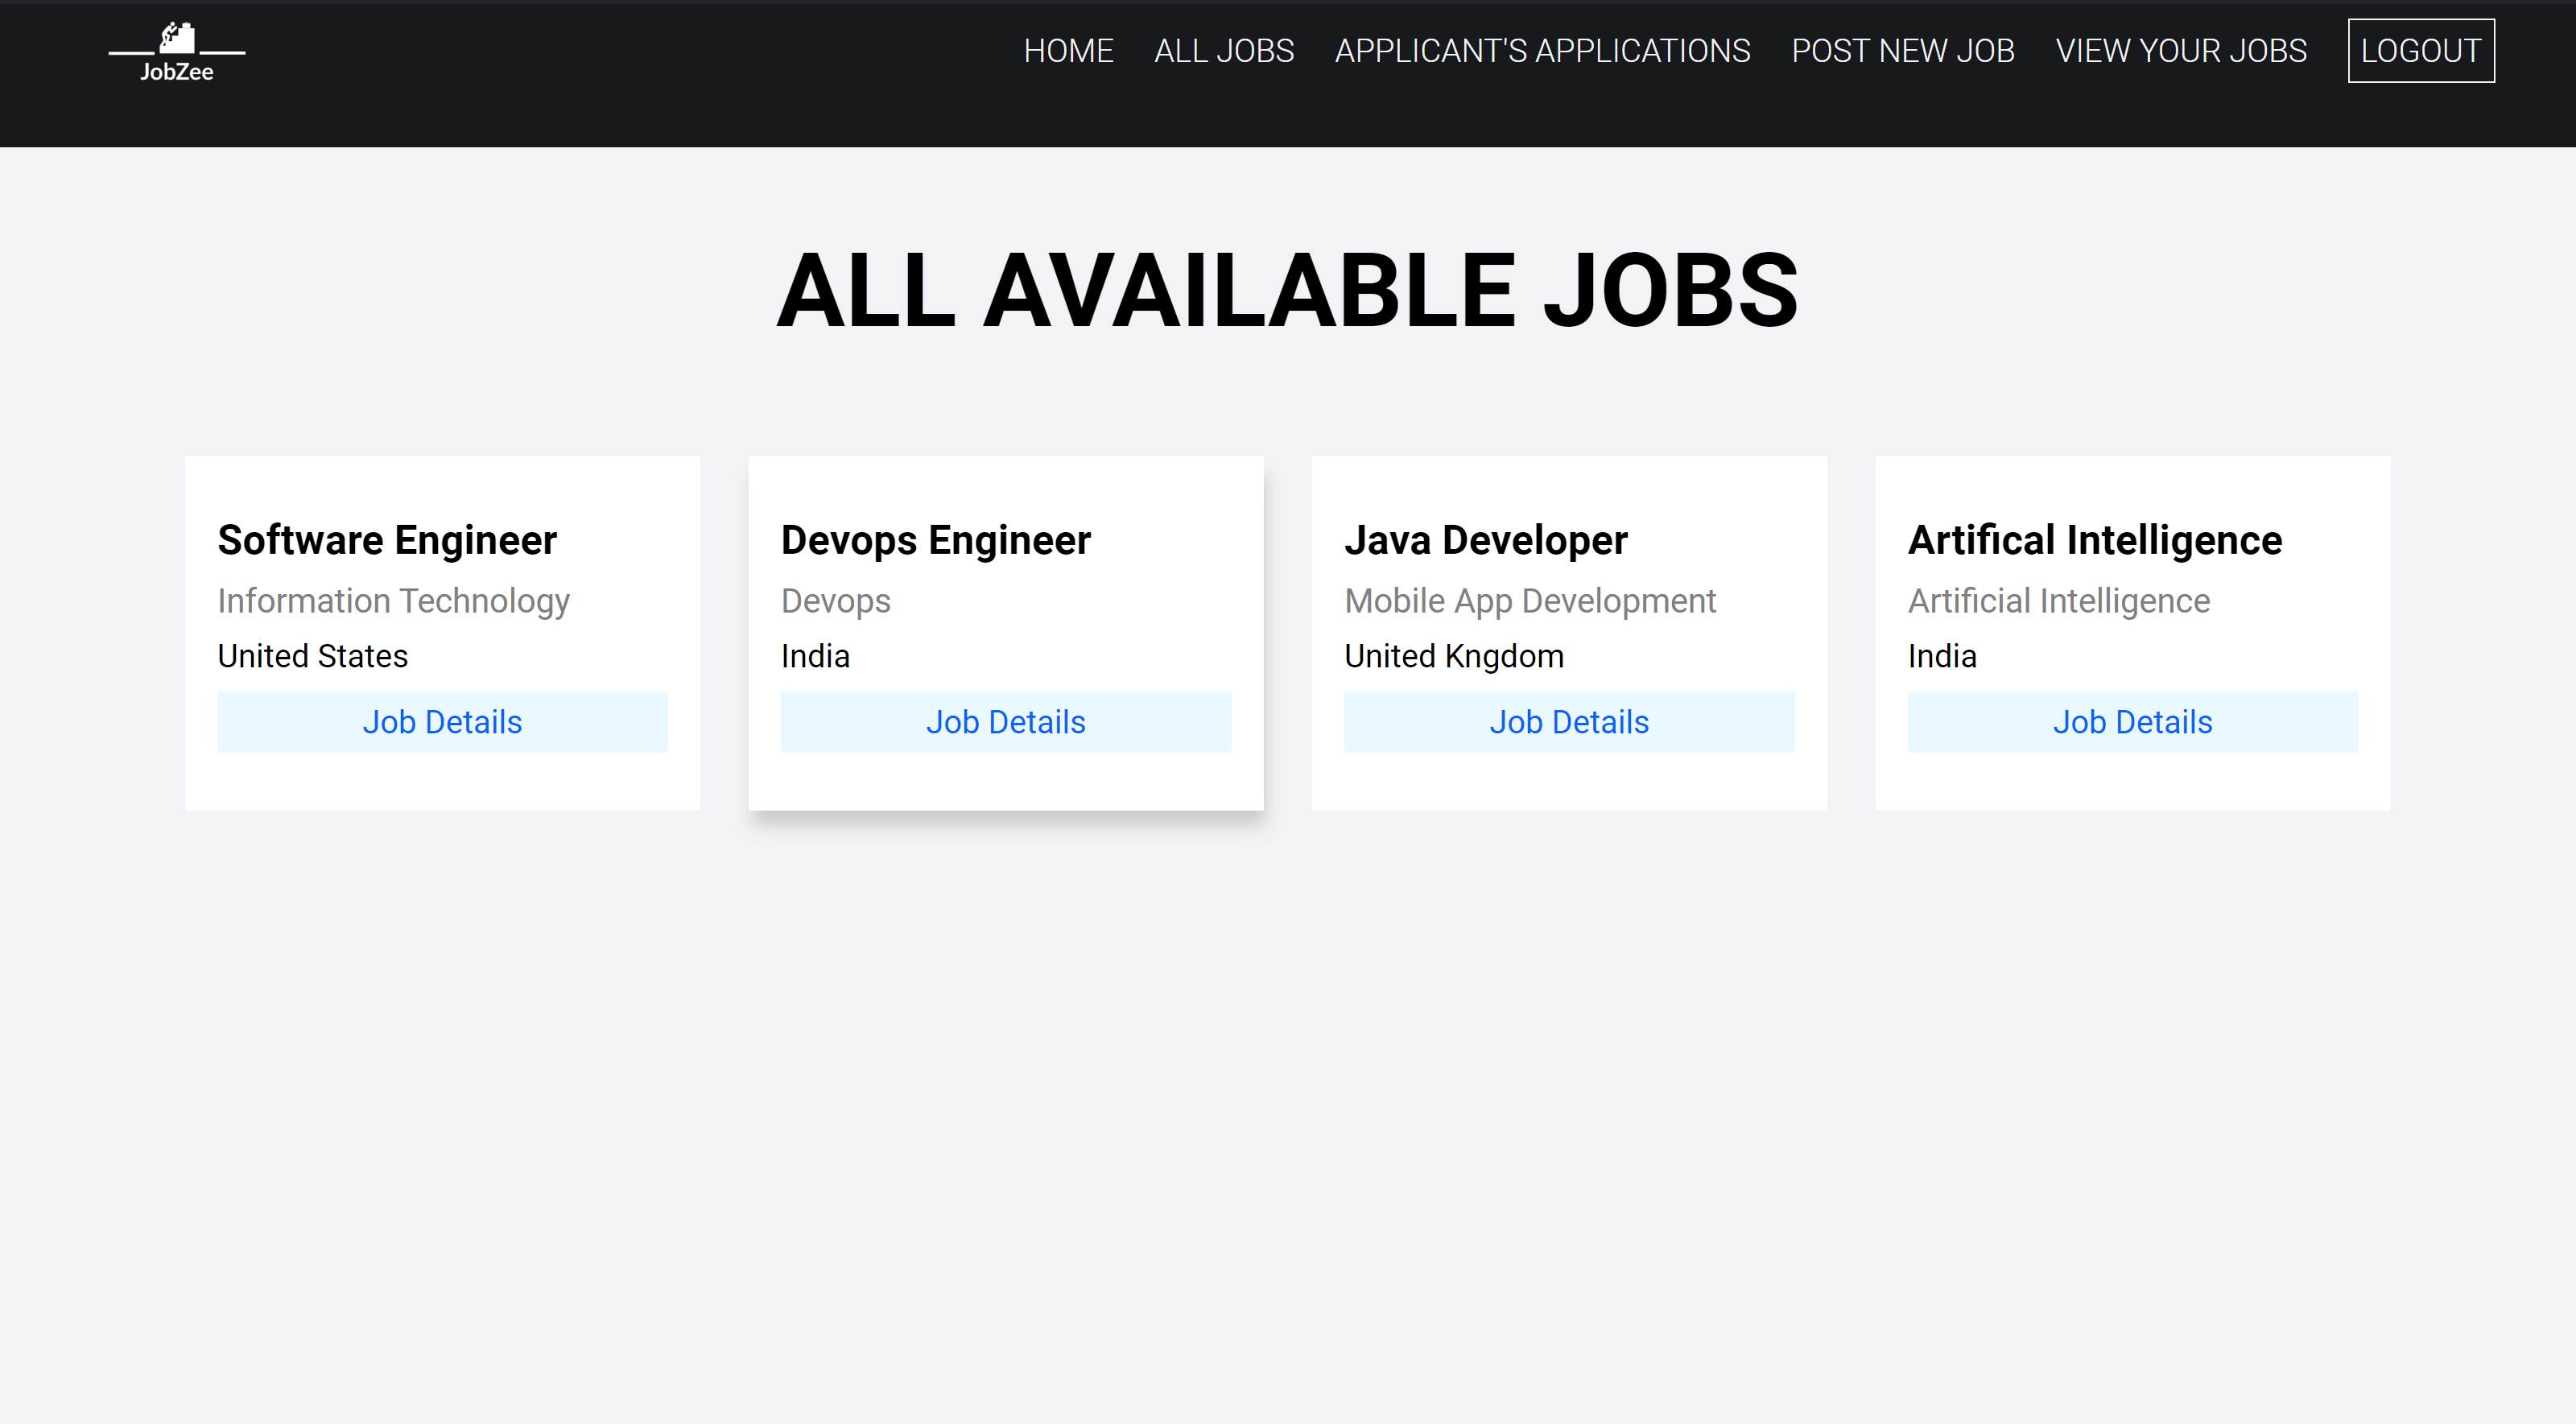 JobZee
HOME ALL JOBS APPLICANT'S APPLICATIONS POST NEW JOB VIEW YOUR JOBS LOGOUT
ALL AVAILABLE JOBS
Software Engineer
Information Technology
United States
Job Details
Devops Engineer
Devops
India
Job Details
Java Developer
Mobile App Development
United Kngdom
Job Details
Artifical Intelligence
Artificial Intelligence
India
Job Details